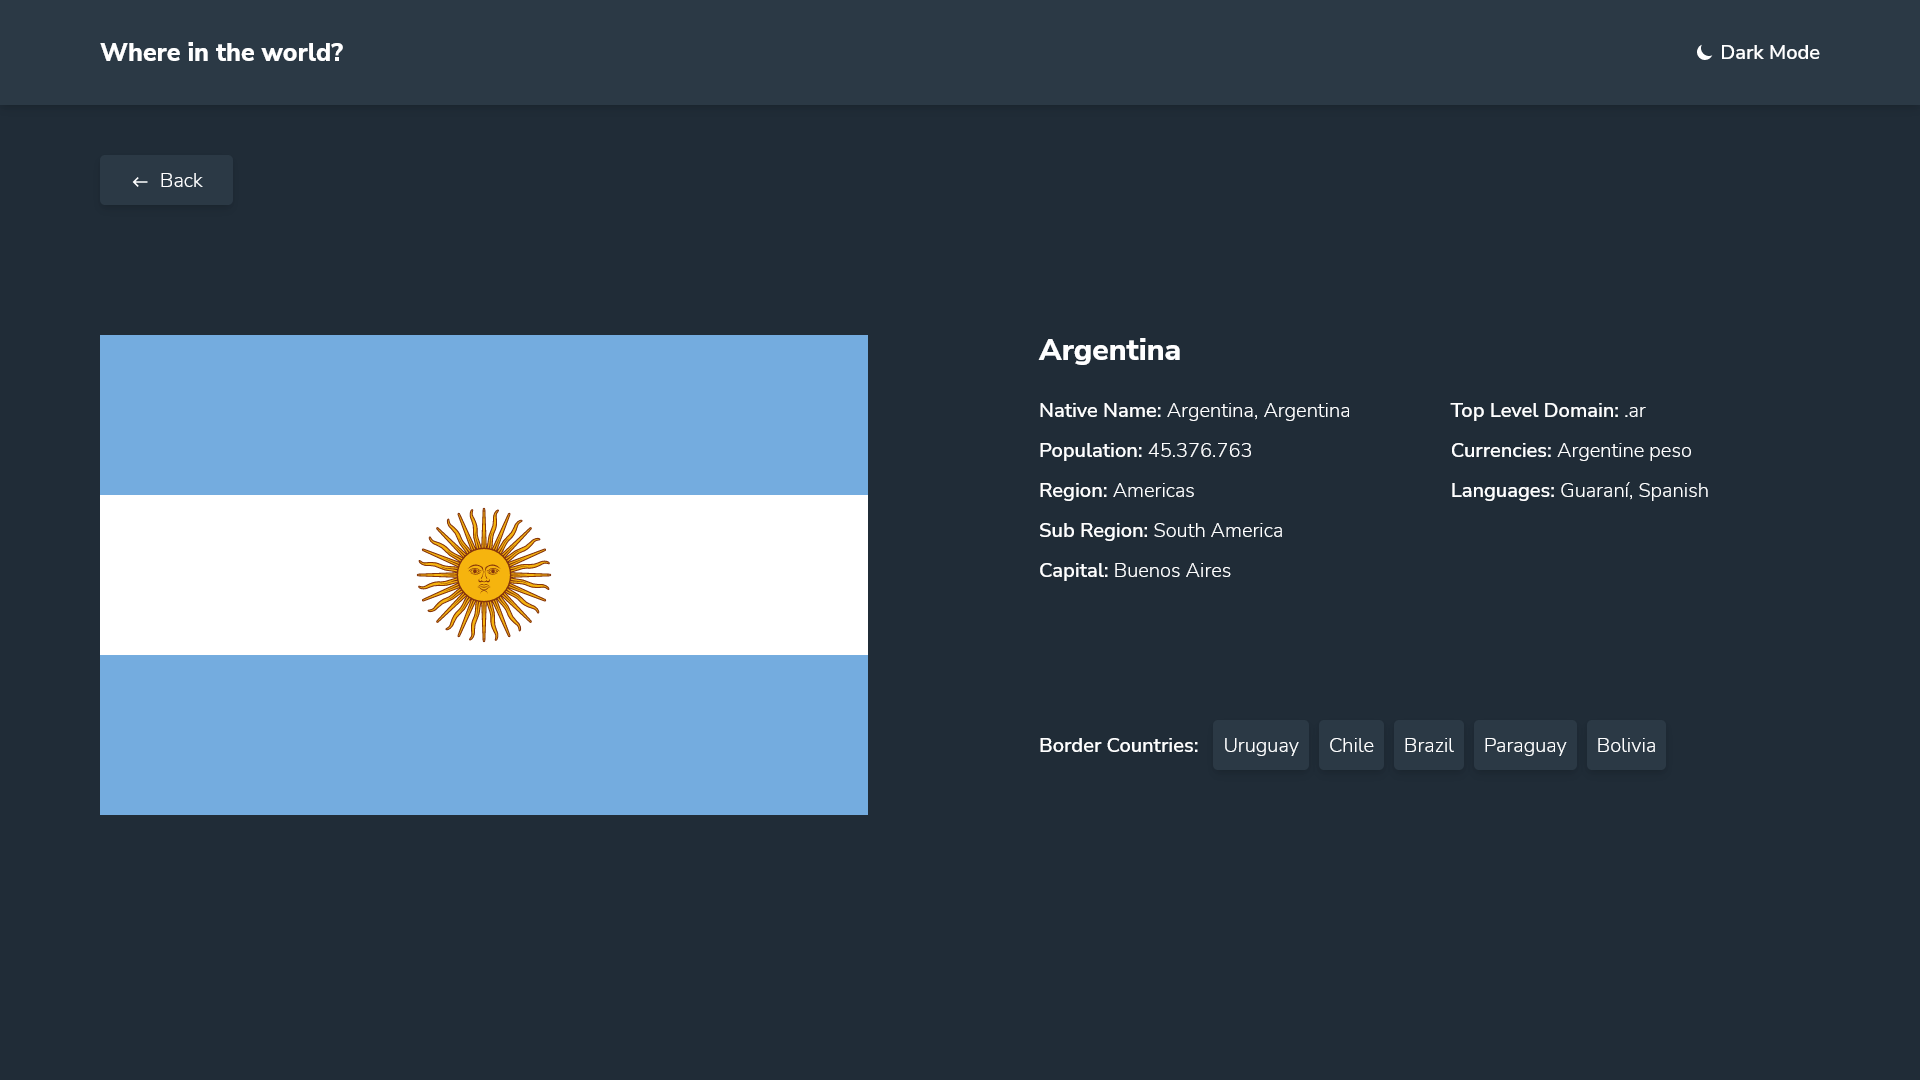 Where in the world?
Dark Mode
Back
Argentina
Native Name: Argentina, Argentina
Population: 45.376.763
Region: Americas
Sub Region: South America
Capital: Buenos Aires
Top Level Domain: .ar
Currencies: Argentine peso
Languages: Guaraní, Spanish
Border Countries: Uruguay Chile Brazil Paraguay Bolivia